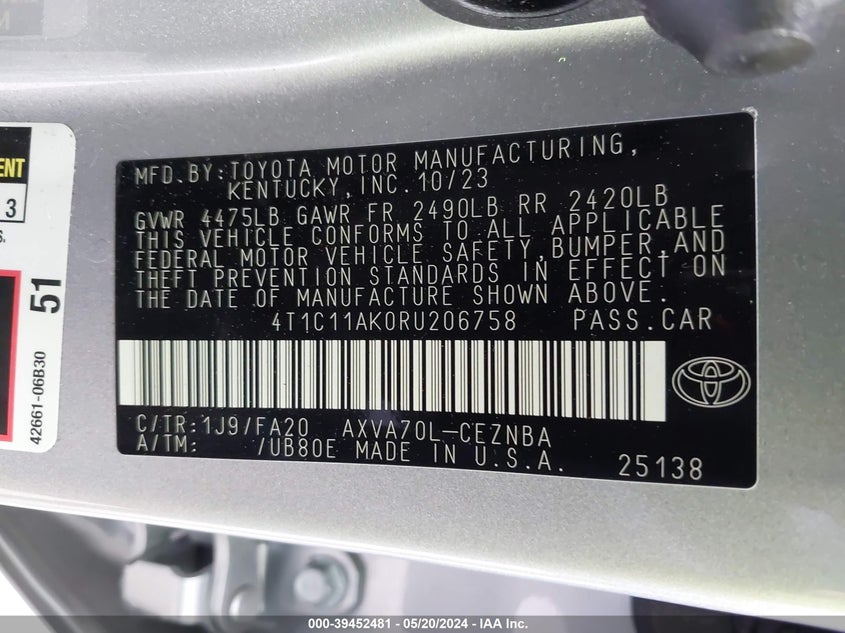 ENT
3
S.
51
42661-06B30
MFD.BY:TOYOTA MOTOR MANUFACTURING,
KENTUCKY,INC.10/23
GVWR 4475LB GAWR FR 2490LB RR 2420LB
THIS VEHICLE CONFORMS TO ALL APPLICABLE
FEDERAL MOTOR VEHICLE SAFETY,BUMPER,AND
THEFT PREVENTION STANDARDS IN EFFECT ON
THE DATE OF MANUFACTURE SHOWN ABOVE.
4T1C11AK0RU206758 PASS.CAR
C/TR:1J9/FA20 AXVA70L-CEZNBA
A/TM: /UB80E MADE IN U.S.A. 25138
000-39452481 - 05/20/2024 - IAA Inc.